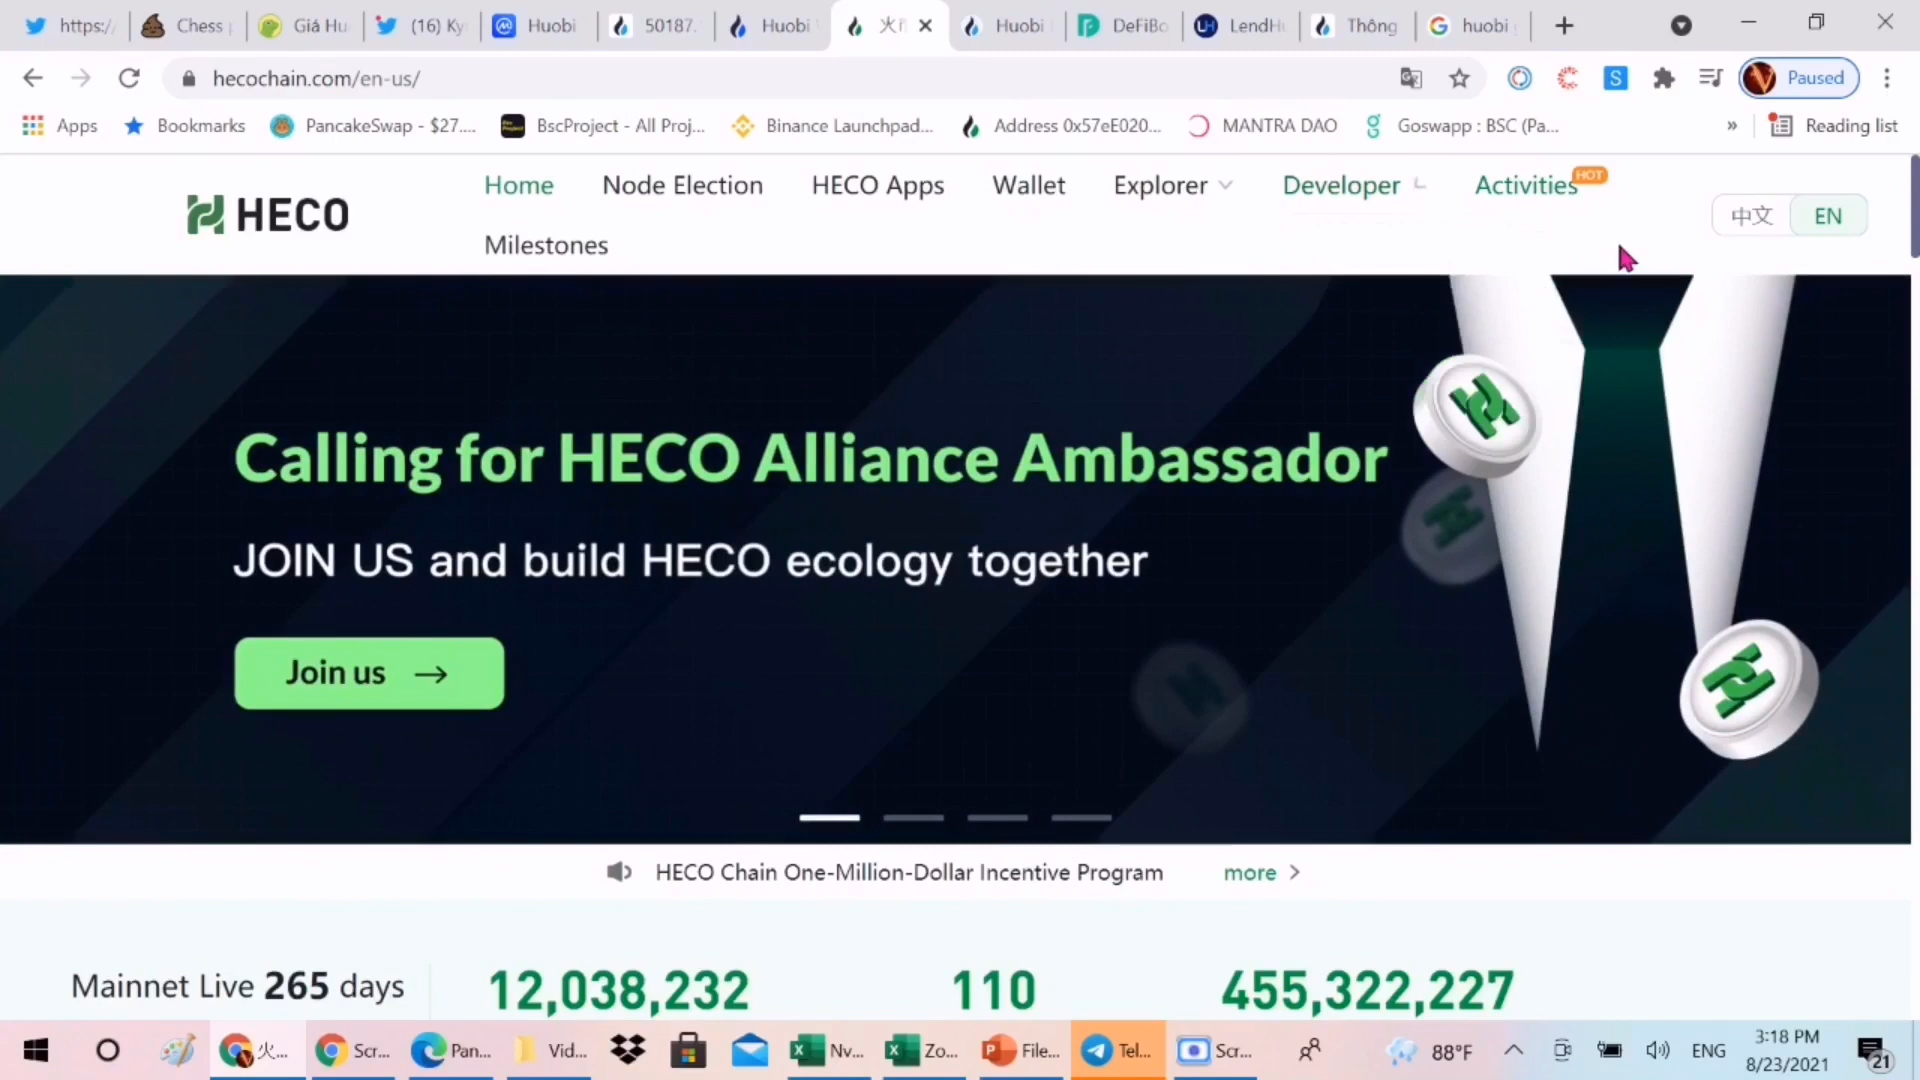 https:/
Chess
Giá Hu
(16) Ky
Huobi
50187.
Huobi
火
Huobi
DeFiBo
LendHu
Thông
huobi
hecochain.com/en-us/
Paused
Apps
Bookmarks
PancakeSwap - $27....
BscProject - All Proj...
Binance Launchpad...
Address 0x57eE020...
MANTRA DAO
Goswapp : BSC (Pa...
»
Reading list
HECO
Home
Node Election
HECO Apps
Wallet
Explorer
Developer
Activities
HOT
Milestones
中文
EN
Calling for HECO Alliance Ambassador
JOIN US and build HECO ecology together
Join us →
HECO Chain One-Million-Dollar Incentive Program
more >
Mainnet Live 265 days
12,038,232
110
455,322,227
火...
Scr...
Pan...
Vid...
Nv...
Zo...
File...
Tel...
Scr...
88°F
ENG
3:18 PM
8/23/2021
21